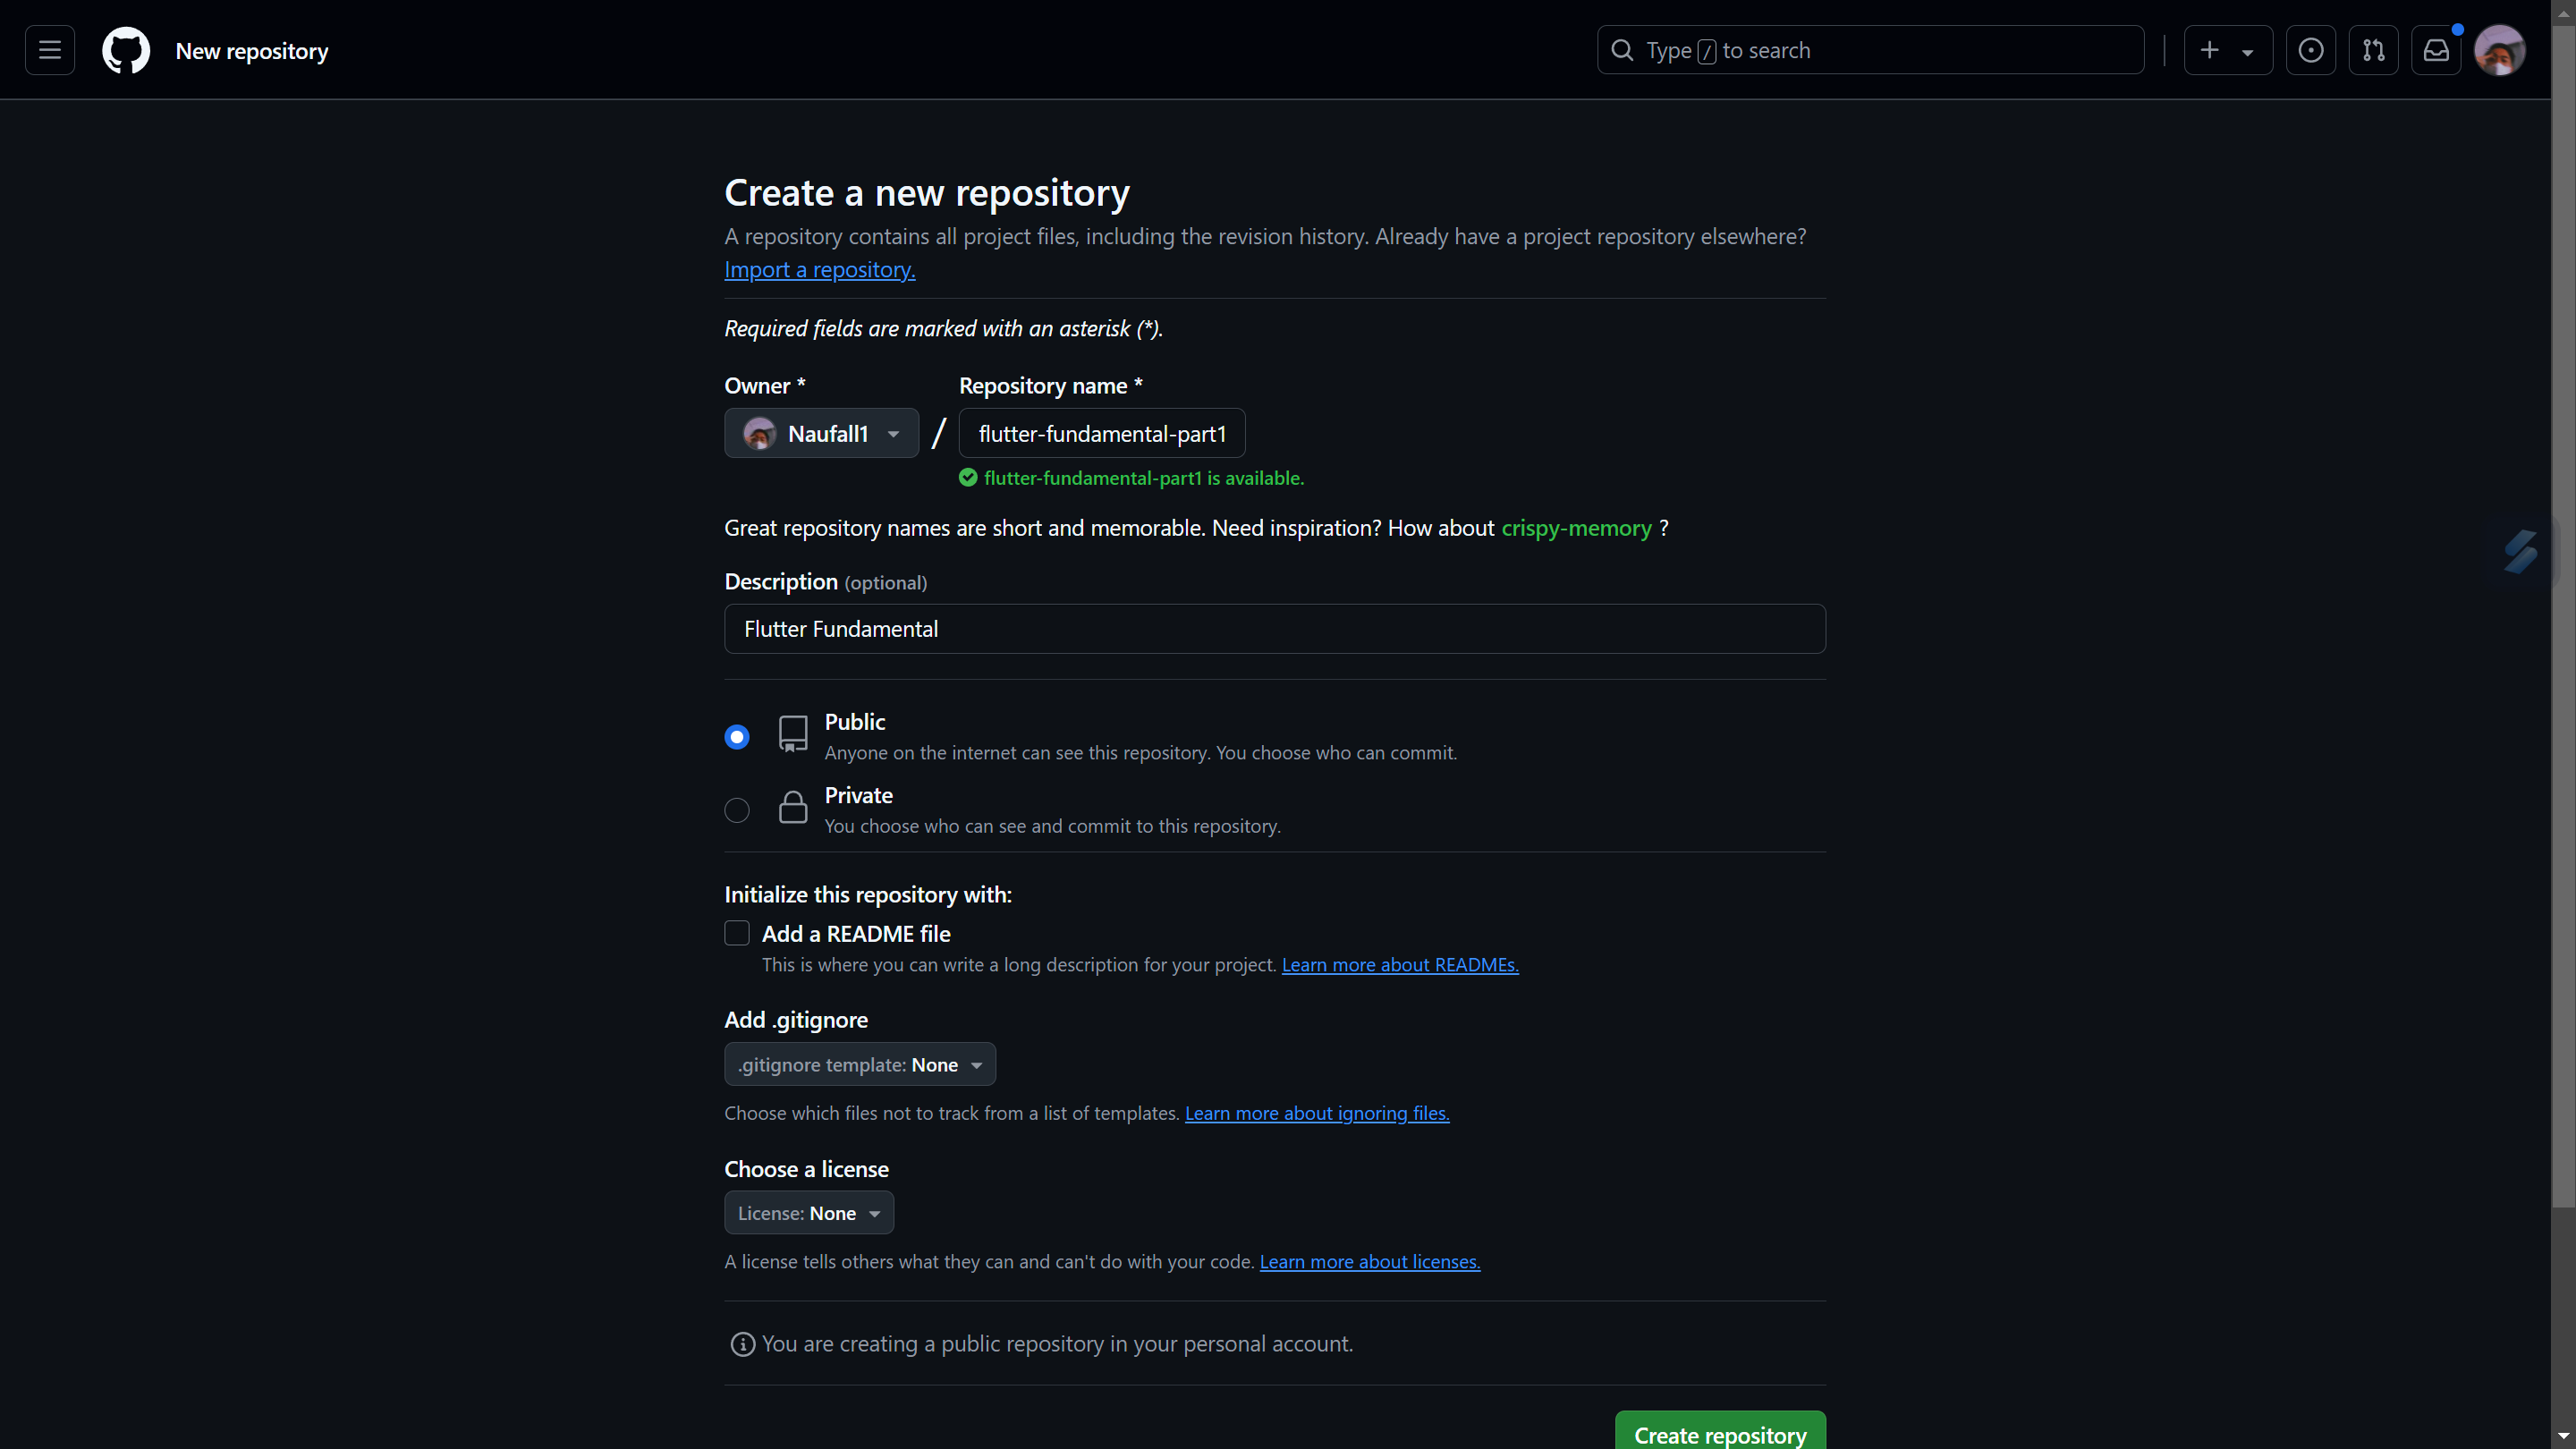 New repository
Type / to search
Create a new repository
A repository contains all project files, including the revision history. Already have a project repository elsewhere?
Import a repository.
Required fields are marked with an asterisk (*).
Owner * Repository name *
Naufall1 / flutter-fundamental-part1
flutter-fundamental-part1 is available.
Great repository names are short and memorable. Need inspiration? How about crispy-memory ?
Description (optional)
Flutter Fundamental
Public
Anyone on the internet can see this repository. You choose who can commit.
Private
You choose who can see and commit to this repository.
Initialize this repository with:
Add a README file
This is where you can write a long description for your project. Learn more about READMEs.
Add .gitignore
.gitignore template: None
Choose which files not to track from a list of templates. Learn more about ignoring files.
Choose a license
License: None
A license tells others what they can and can't do with your code. Learn more about licenses.
You are creating a public repository in your personal account.
Create repository